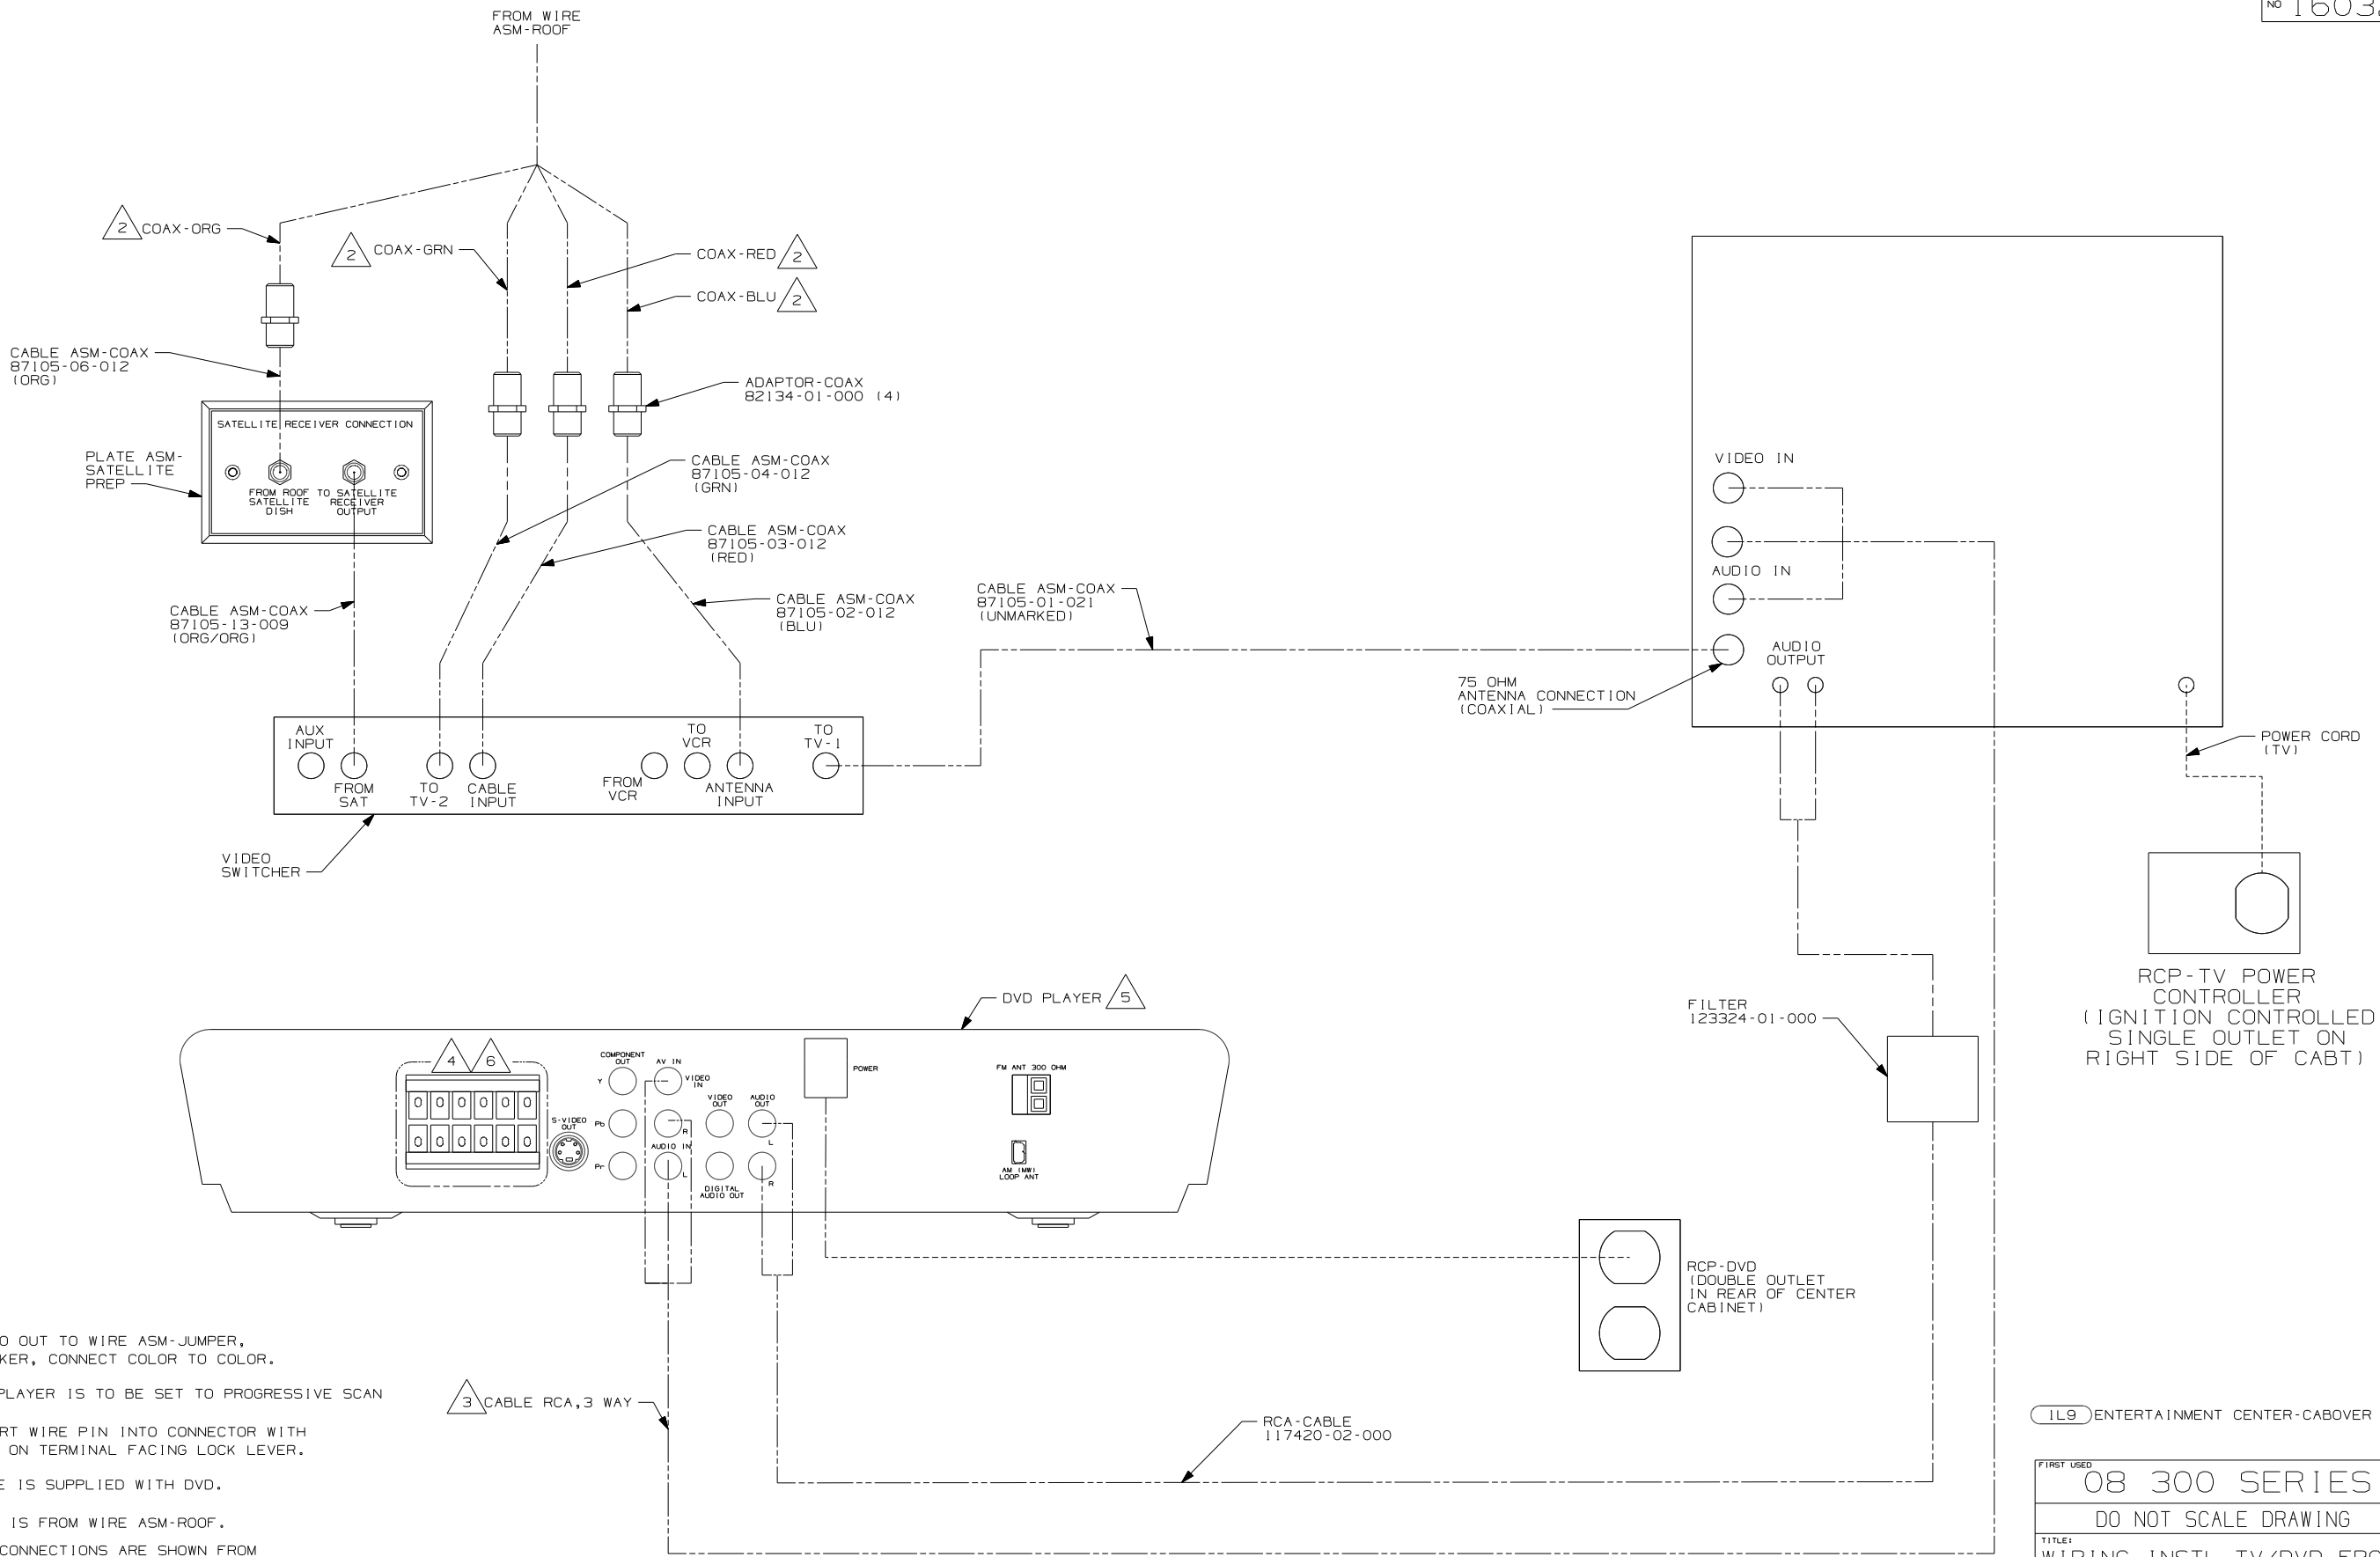 NO
FROM WIRE
ASM-ROOF
2
COAX-ORG
2
COAX-GRN
COAX-RED
2
COAX-BLU
2
CABLE ASM-COAX
87105-06-012
(ORG)
ADAPTOR-COAX
82134-01-000 (4)
SATELLITE RECEIVER CONNECTION
FROM ROOF
SATELLITE
DISH
TO SATELLITE
RECEIVER
OUTPUT
PLATE ASM-
SATELLITE
PREP
CABLE ASM-COAX
87105-04-012
(GRN)
CABLE ASM-COAX
87105-03-012
(RED)
CABLE ASM-COAX
87105-02-012
(BLU)
CABLE ASM-COAX
87105-13-009
(ORG/ORG)
CABLE ASM-COAX
87105-01-021
(UNMARKED)
VIDEO IN
AUDIO IN
AUDIO
OUTPUT
75 OHM
ANTENNA CONNECTION
(COAXIAL)
POWER CORD
(TV)
AUX
INPUT
FROM
SAT
TO
TV-2
CABLE
INPUT
FROM
VCR
TO
VCR
ANTENNA
INPUT
TO
TV-1
VIDEO
SWITCHER
RCP-TV POWER
CONTROLLER
(IGNITION CONTROLLED
SINGLE OUTLET ON
RIGHT SIDE OF CABT)
DVD PLAYER
5
FILTER
123324-01-000
4
6
COMPONENT
OUT
Y
Pb
Pr
S-VIDEO
OUT
AV IN
VIDEO
IN
R
AUDIO IN
L
VIDEO
OUT
AUDIO
OUT
L
R
DIGITAL
AUDIO OUT
POWER
FM ANT 300 OHM
AM (MW)
LOOP ANT
RCP-DVD
(DOUBLE OUTLET
IN REAR OF CENTER
CABINET)
O OUT TO WIRE ASM-JUMPER,
KER, CONNECT COLOR TO COLOR.
PLAYER IS TO BE SET TO PROGRESSIVE SCAN
RT WIRE PIN INTO CONNECTOR WITH
ON TERMINAL FACING LOCK LEVER.
E IS SUPPLIED WITH DVD.
IS FROM WIRE ASM-ROOF.
CONNECTIONS ARE SHOWN FROM
3
CABLE RCA,3 WAY
RCA-CABLE
117420-02-000
1L9
ENTERTAINMENT CENTER-CABOVER
FIRST USED
08 300 SERIES
DO NOT SCALE DRAWING
TITLE: